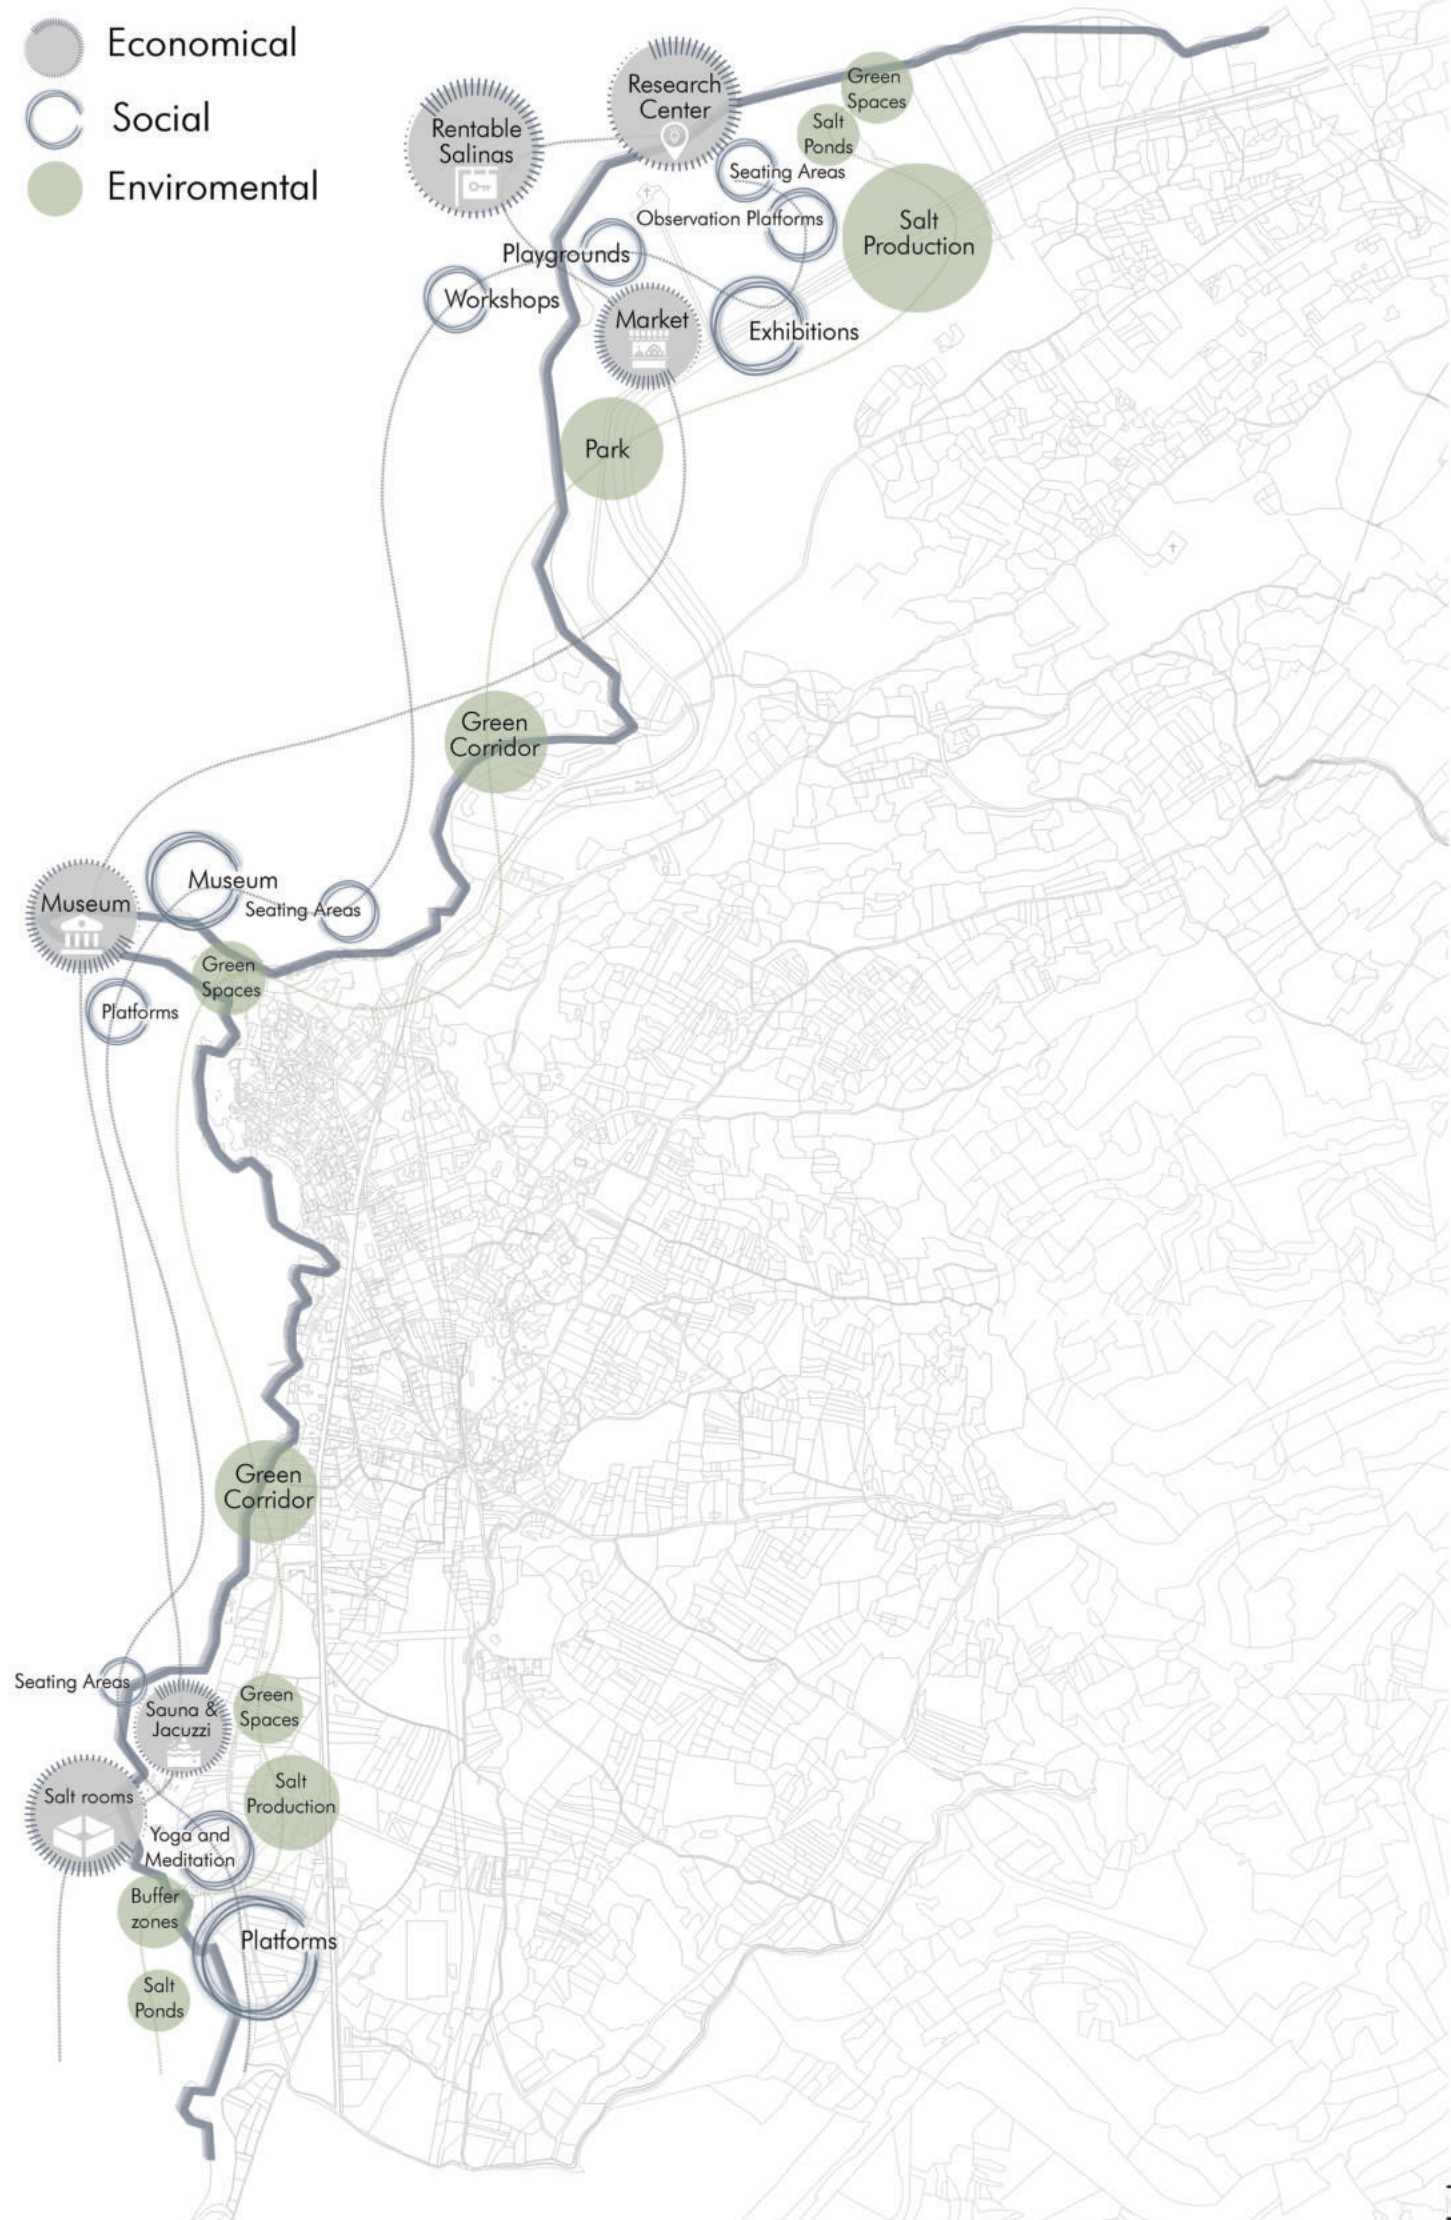 Economical
Social
Enviromental
Research
Center
Green
Spaces
Rentable
Salinas
Salt
Ponds
Seating Areas
Observation Platforms
Salt
Production
Playgrounds
Workshops
Market
Exhibitions
Park
Green
Corridor
Museum
Museum
Seating Areas
Green
Spaces
Platforms
Green
Corridor
Seating Areas
Sauna &
Jacuzzi
Green
Spaces
Salt rooms
Salt
Production
Yoga and
Meditation
Buffer
zones
Platforms
Salt
Ponds